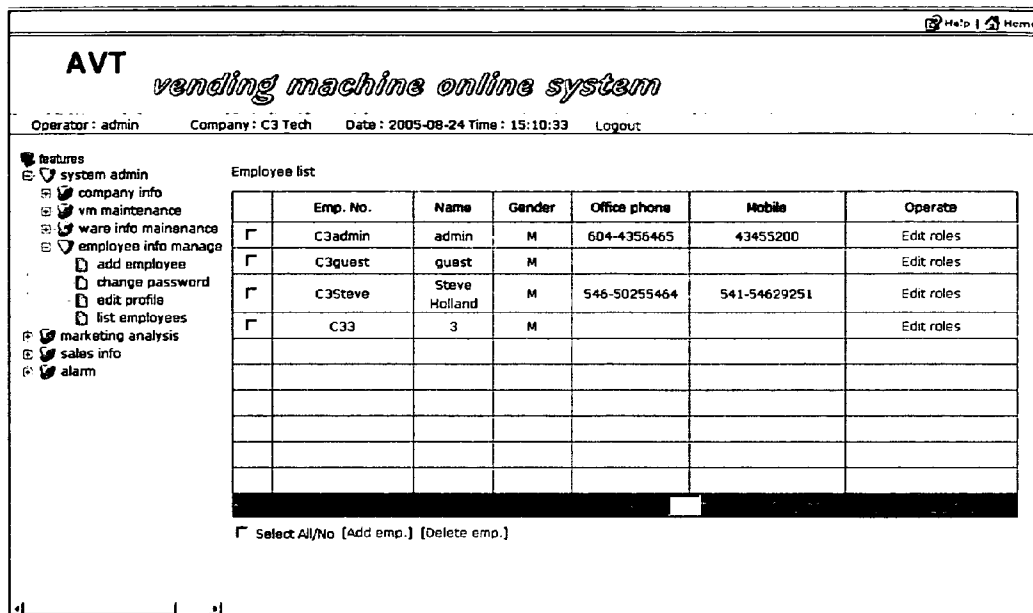 Help | Home
AVT
vending machine online system
Operator : admin Company : C3 Tech Date : 2005-08-24 Time : 15:10:33 Logout
features
system admin
company info
vm maintenance
ware info mainenance
employee info manage
add employee
change password
edit profile
list employees
marketing analysis
sales info
alarm
Employee list
Emp. No. Name Gender Office phone Mobile Operate
C3admin admin M 604-4356465 43455200 Edit roles
C3guest guest M Edit roles
C3Steve Steve Holland M 546-50255464 541-54629251 Edit roles
C33 3 M Edit roles
Select All/No [Add emp.] [Delete emp.]